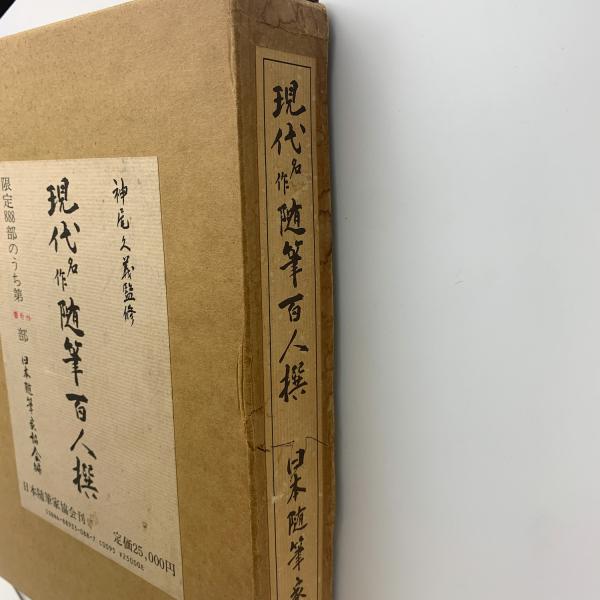 現代名作随筆百人撰
日本随筆家
神尾久義監修
現代名作随筆百人撰
日本随筆家協会編
限定888部のうち第
部
日本随筆家協会刊
定価25,000円